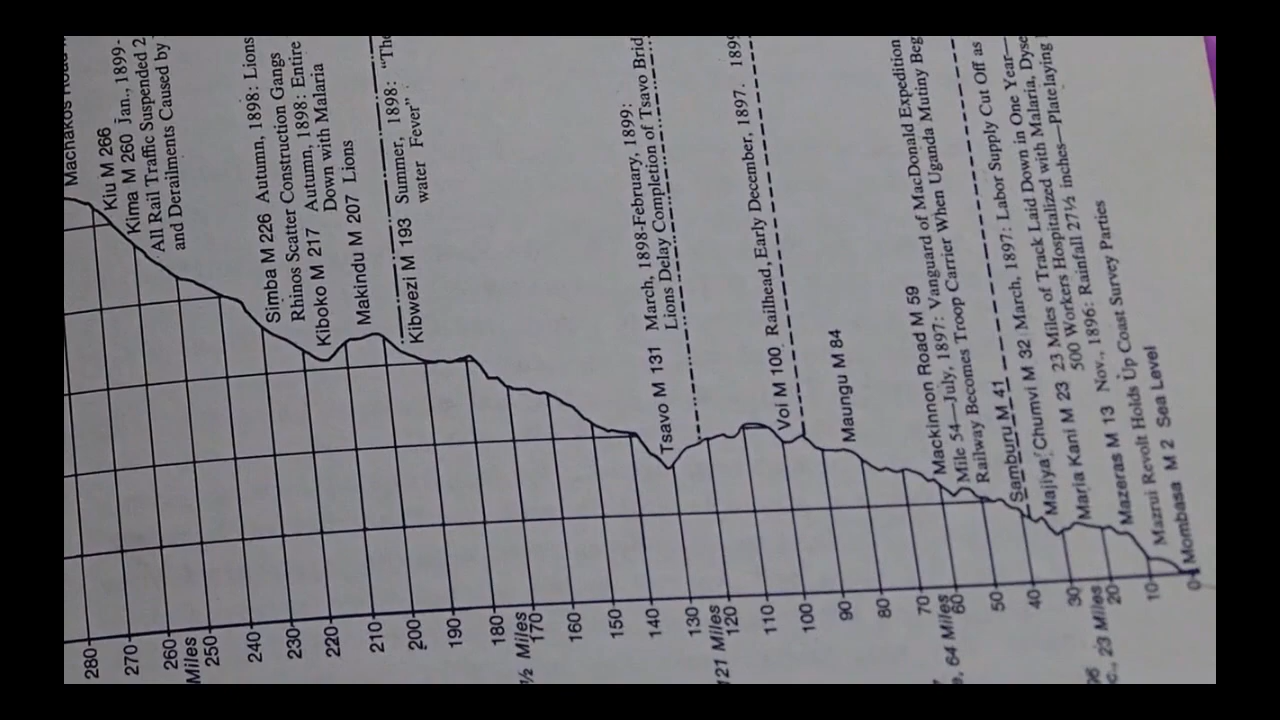 Machakos Road
Kiu M 266
Kima M 260 Jan., 1899-
All Rail Traffic Suspended 2
and Derailments Caused by
Simba M 226 Autumn, 1898: Lions
Rhinos Scatter Construction Gangs
Kiboko M 217 Autumn, 1898: Entire
Down with Malaria
Makindu M 207 Lions
Kibwezi M 193 Summer, 1898: “The
water Fever”
Tsavo M 131 March, 1898-February, 1899:
Lions Delay Completion of Tsavo Brid
Voi M 100 Railhead, Early December, 1897. 189
Maungu M 84
Mackinnon Road M 59
Mile 54—July, 1897: Vanguard of MacDonald Expedition
Railway Becomes Troop Carrier When Uganda Mutiny Beg
Samburu M 41
March, 1897: Labor Supply Cut Off as
Majiya Chumvi M 32
23 Miles of Track Laid Down in One Year—
Maria Kani M 23 500 Workers Hospitalized with Malaria, Dyse
Mazeras M 13 Nov., 1896: Rainfall 27¼ inches—Platelaying
Mazrui Revolt Holds Up Coast Survey Parties
Mombasa M 2 Sea Level
280 270 260 250 240 230 220 210 200 190 180 170 160 150 140 130 120 110 100 90 80 70 60 50 40 30 20 10 0
Miles
½ Miles
121 Miles
64 Miles
23 Miles